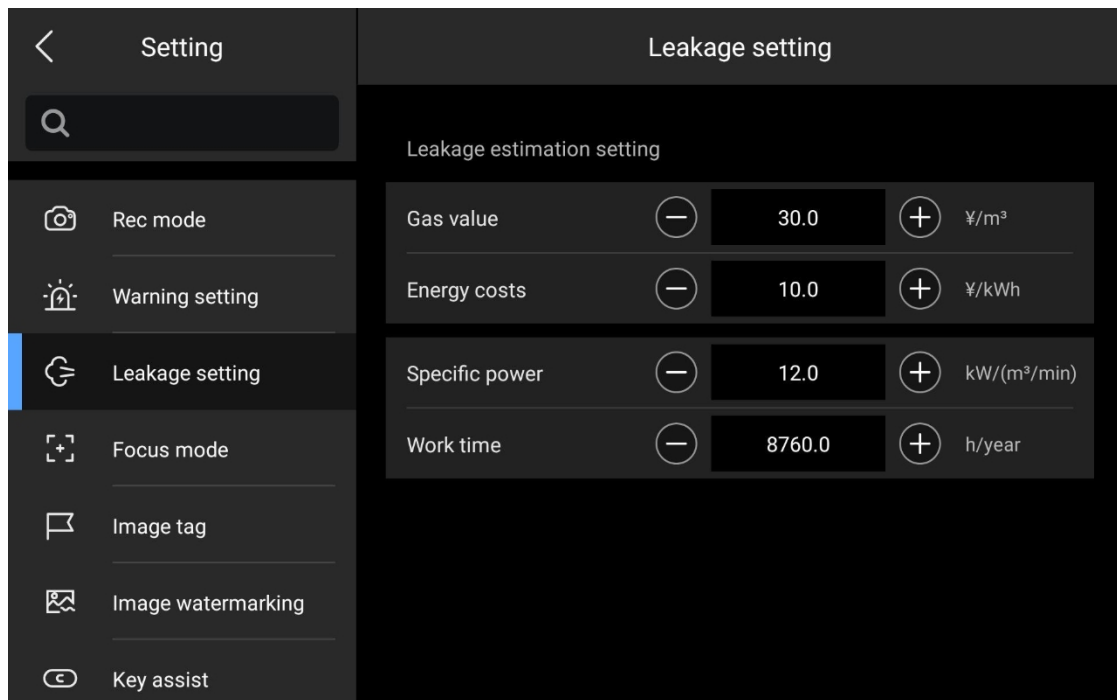 Setting
Rec mode
Warning setting
Leakage setting
Focus mode
Image tag
Image watermarking
Key assist
Leakage setting
Leakage estimation setting
Gas value 30.0 ¥/m³
Energy costs 10.0 ¥/kWh
Specific power 12.0 kW/(m³/min)
Work time 8760.0 h/year